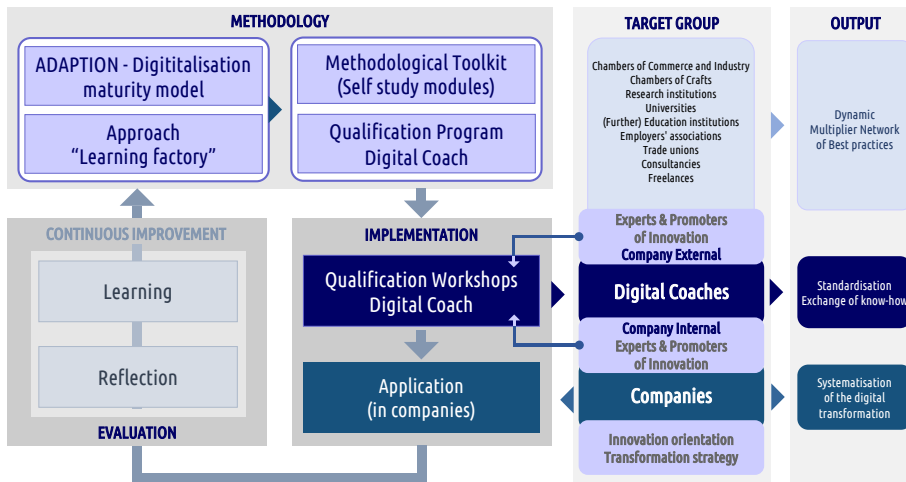 METHODOLOGY
ADAPTION - Digititalisation
maturity model
Approach
“Learning factory”
Methodological Toolkit
(Self study modules)
Qualification Program
Digital Coach
CONTINUOUS IMPROVEMENT
Learning
Reflection
EVALUATION
IMPLEMENTATION
Qualification Workshops
Digital Coach
Application
(in companies)
TARGET GROUP
Chambers of Commerce and Industry
Chambers of Crafts
Research institutions
Universities
(Further) Education institutions
Employers' associations
Trade unions
Consultancies
Freelances
Experts & Promoters
of Innovation
Company External
Digital Coaches
Company Internal
Experts & Promoters
of Innovation
Companies
Innovation orientation
Transformation strategy
OUTPUT
Dynamic
Multiplier Network
of Best practices
Standardisation
Exchange of know-how
Systematisation
of the digital
transformation